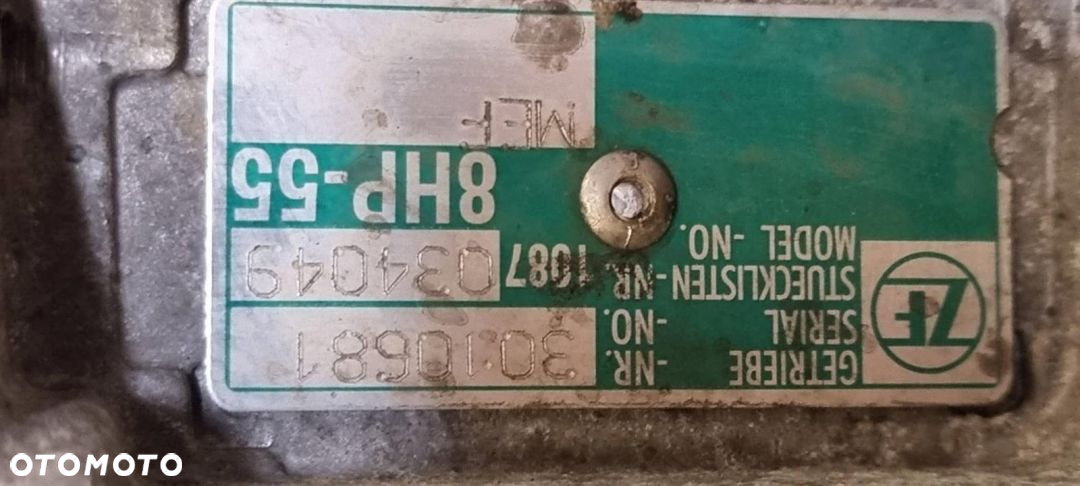 ZF
GETRIEBE -NR. 3010681
SERIAL -NO.
STUECKLISTEN-NR. 1087 034049
MODEL -NO.
8HP-55
MEF
OTOMOTO